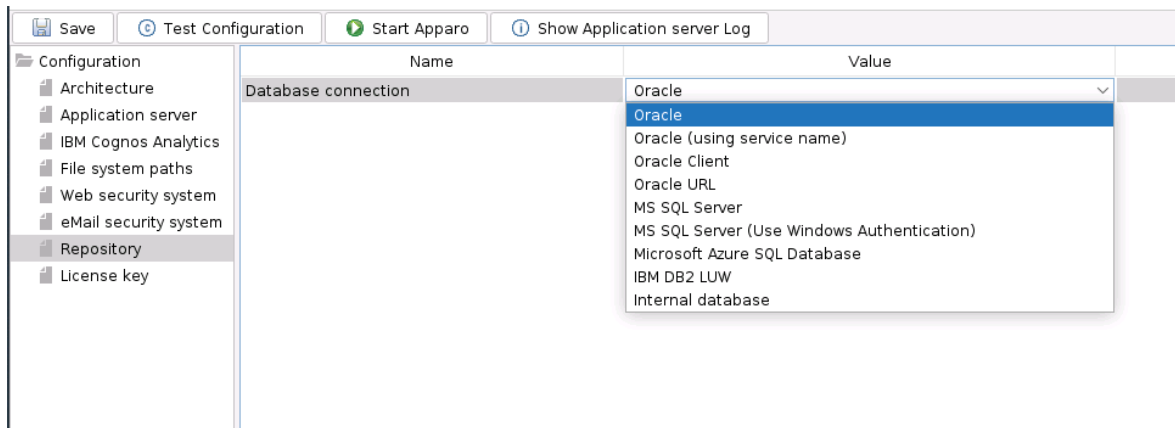 Save
Test Configuration
Start Apparo
Show Application server Log
Configuration
Architecture
Application server
IBM Cognos Analytics
File system paths
Web security system
eMail security system
Repository
License key
Name Value
Database connection Oracle
Oracle
Oracle (using service name)
Oracle Client
Oracle URL
MS SQL Server
MS SQL Server (Use Windows Authentication)
Microsoft Azure SQL Database
IBM DB2 LUW
Internal database